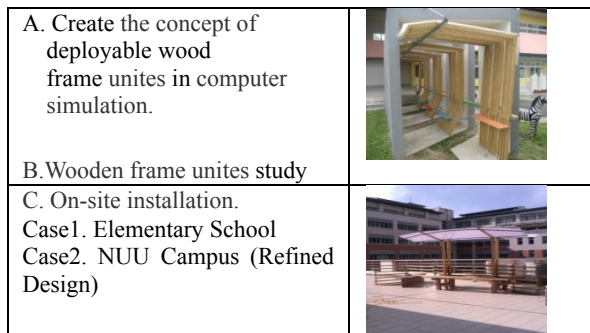 A. Create the concept of
deployable wood
frame unites in computer
simulation.
B.Wooden frame unites study
C. On-site installation.
Case1. Elementary School
Case2. NUU Campus (Refined
Design)